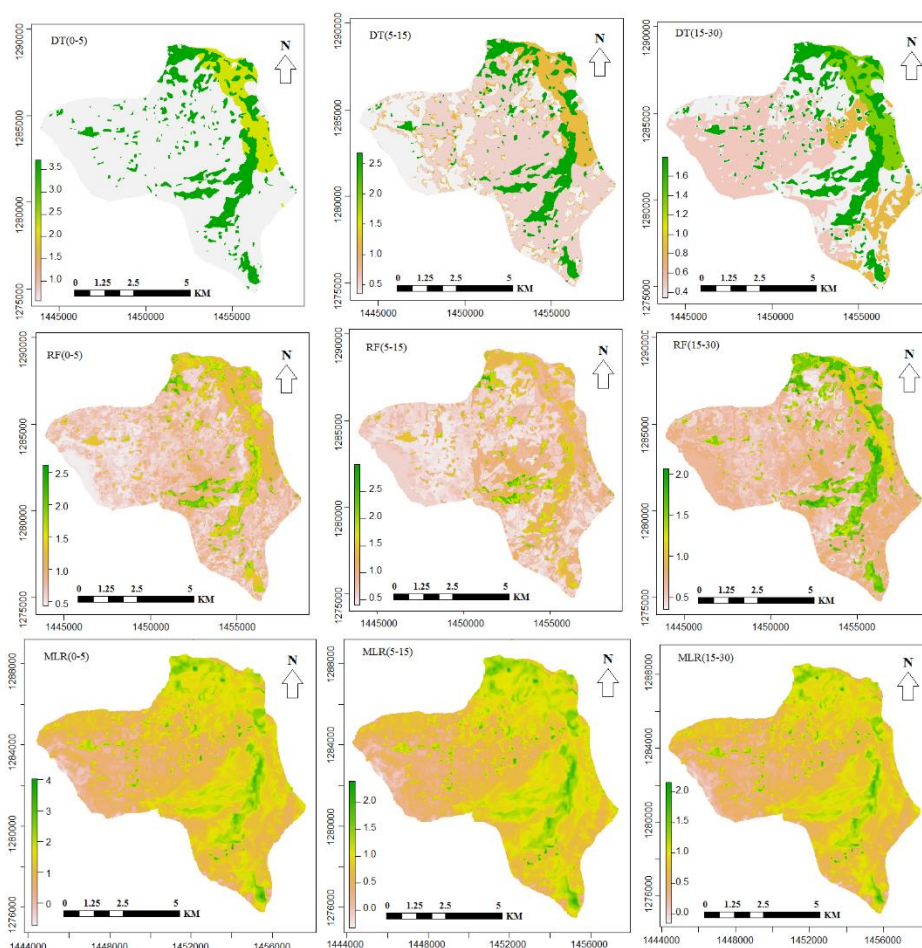 DT(0-5)
N
1290000
1285000
1280000
1275000
3.5
3.0
2.5
2.0
1.5
1.0
0 1.25 2.5 5
KM
1445000 1450000 1455000
DT(5-15)
N
1290000
1285000
1280000
1275000
2.5
2.0
1.5
1.0
0.5
0 1.25 2.5 5
KM
1445000 1450000 1455000
DT(15-30)
N
1290000
1285000
1280000
1275000
1.6
1.4
1.2
1.0
0.8
0.6
0.4
0 1.25 2.5 5
KM
1445000 1450000 1455000
RF(0-5)
N
1290000
1285000
1280000
1275000
2.5
2.0
1.5
1.0
0.5
0 1.25 2.5 5
KM
1445000 1450000 1455000
RF(5-15)
N
1290000
1285000
1280000
1275000
2.5
2.0
1.5
1.0
0.5
0 1.25 2.5 5
KM
1445000 1450000 1455000
RF(15-30)
N
1290000
1285000
1280000
1275000
2.0
1.5
1.0
0.5
0 1.25 2.5 5
KM
1445000 1450000 1455000
MLR(0-5)
N
1288000
1284000
1280000
1276000
4
3
2
1
0
0 1.25 2.5 5
KM
1444000 1448000 1452000 1456000
MLR(5-15)
N
1288000
1284000
1280000
1276000
2.0
1.5
1.0
0.5
0.0
0 1.25 2.5 5
KM
1444000 1448000 1452000 1456000
MLR(15-30)
N
1288000
1284000
1280000
1276000
2.0
1.5
1.0
0.5
0.0
0 1.25 2.5 5
KM
1444000 1448000 1452000 1456000